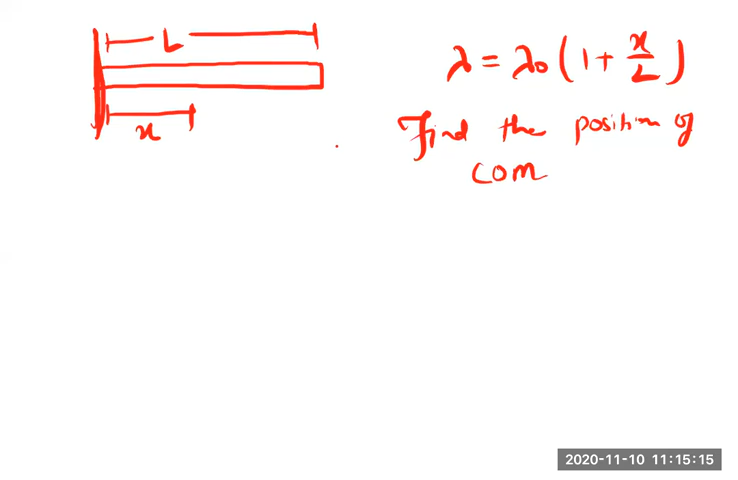 L
x
λ = λ0 (1 + x/L)
Find the position of
COM
2020-11-10 11:15:15